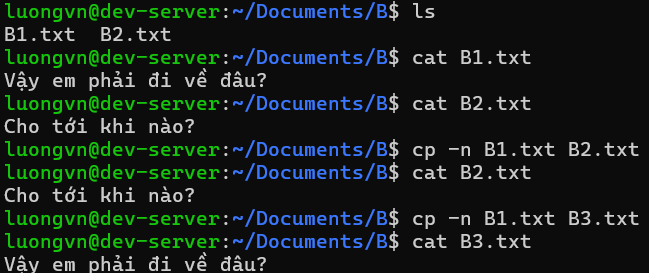 luongvn@dev-server:~/Documents/B$ ls
B1.txt  B2.txt
luongvn@dev-server:~/Documents/B$ cat B1.txt
Vậy em phải đi về đâu?
luongvn@dev-server:~/Documents/B$ cat B2.txt
Cho tới khi nào?
luongvn@dev-server:~/Documents/B$ cp -n B1.txt B2.txt
luongvn@dev-server:~/Documents/B$ cat B2.txt
Cho tới khi nào?
luongvn@dev-server:~/Documents/B$ cp -n B1.txt B3.txt
luongvn@dev-server:~/Documents/B$ cat B3.txt
Vậy em phải đi về đâu?